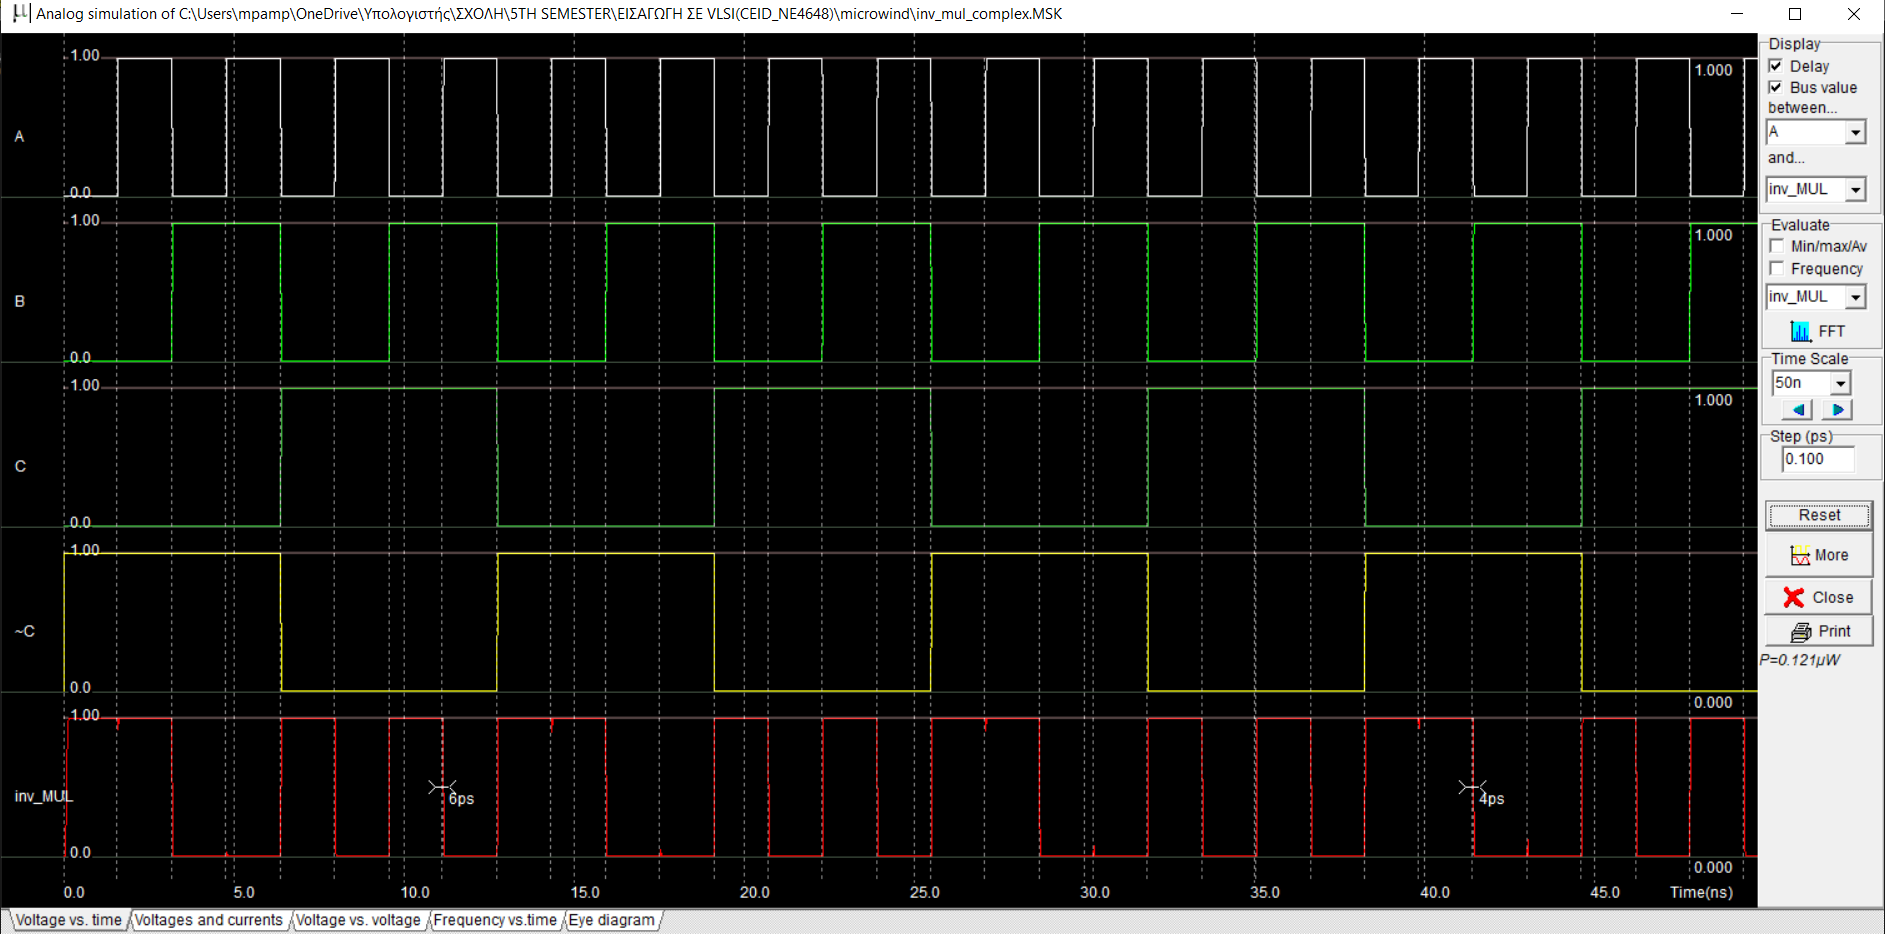 Analog simulation of C:\Users\mpamp\OneDrive\Υπολογιστής\ΣΧΟΛΗ\5TH SEMESTER\ΕΙΣΑΓΩΓΗ ΣΕ VLSI(CEID_NE4648)\microwind\inv_mul_complex.MSK
1.00
1.000
A
0.0
1.00
1.000
B
0.0
1.00
1.000
C
0.0
1.00
~C
0.0
0.000
1.00
inv_MUL
6ps
4ps
0.0
0.000
0.0 5.0 10.0 15.0 20.0 25.0 30.0 35.0 40.0 45.0 Time(ns)
Voltage vs. time Voltages and currents Voltage vs. voltage Frequency vs.time Eye diagram
Display
Delay
Bus value
between...
A
and...
inv_MUL
Evaluate
Min/max/Av
Frequency
inv_MUL
FFT
Time Scale
50n
Step (ps)
0.100
Reset
More
Close
Print
P=0.121µW